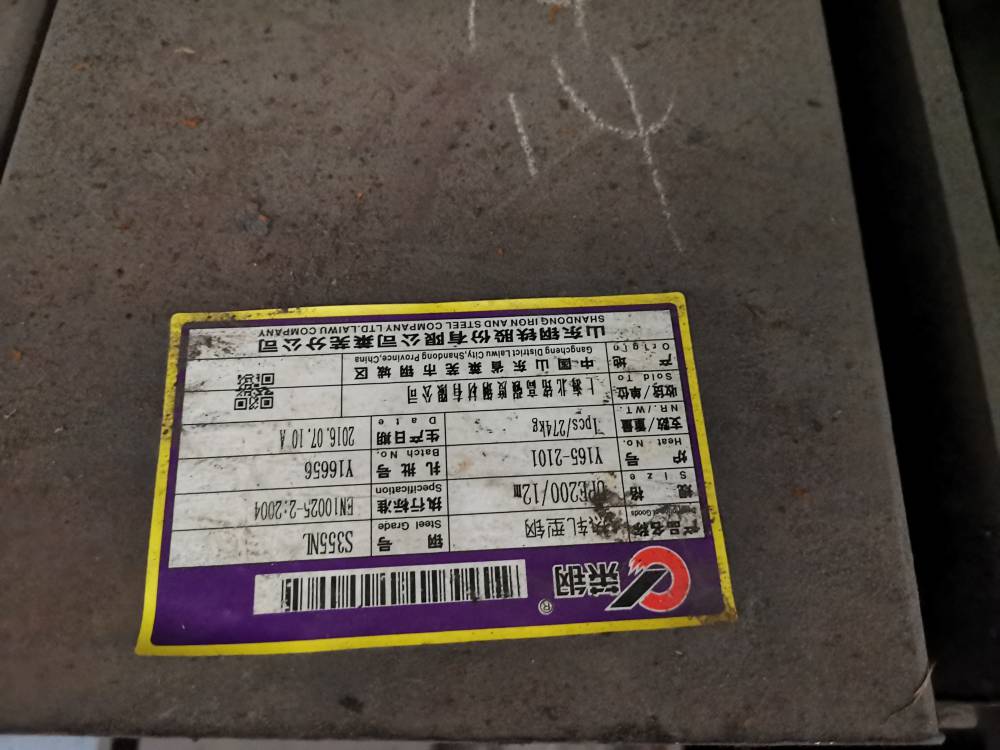 莱钢 ®
产品名称 热轧型钢 钢号 S355NL
Steel Grade
规格 UPE200/12m 执行标准 EN10025-2:2004
Size Specification
炉号 Y165-2101 轧批号 Y16656
Heat No. Batch No.
支数/重量 1pcs/274kg 生产日期 2016.07.10 A
NR./WT. Date
收货/单位
Sold To
产地 中国山东省莱芜市钢城区
Origin Gangcheng District Laiwu City,Shandong Province,China
山东钢铁股份有限公司莱芜分公司
SHANDONG IRON AND STEEL COMPANY LTD.LAIWU COMPANY